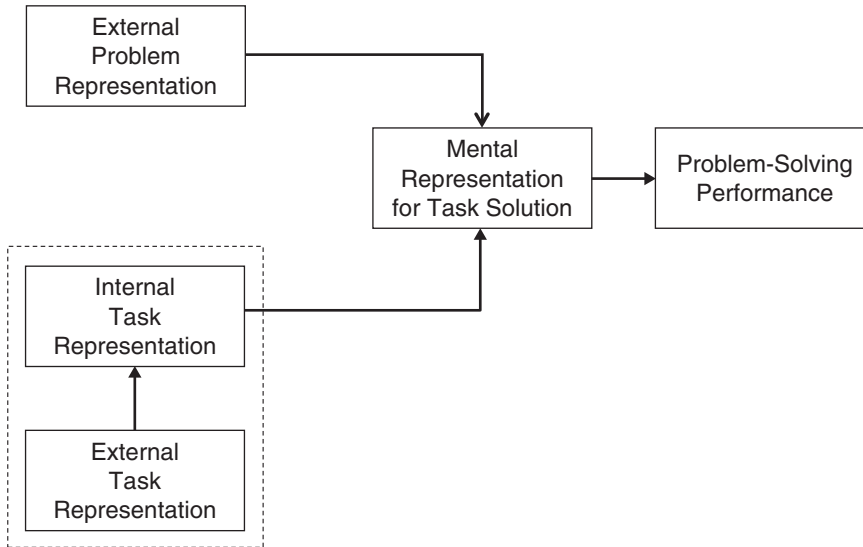 External
Problem
Representation
Mental
Representation
for Task Solution
Problem-Solving
Performance
Internal
Task
Representation
External
Task
Representation